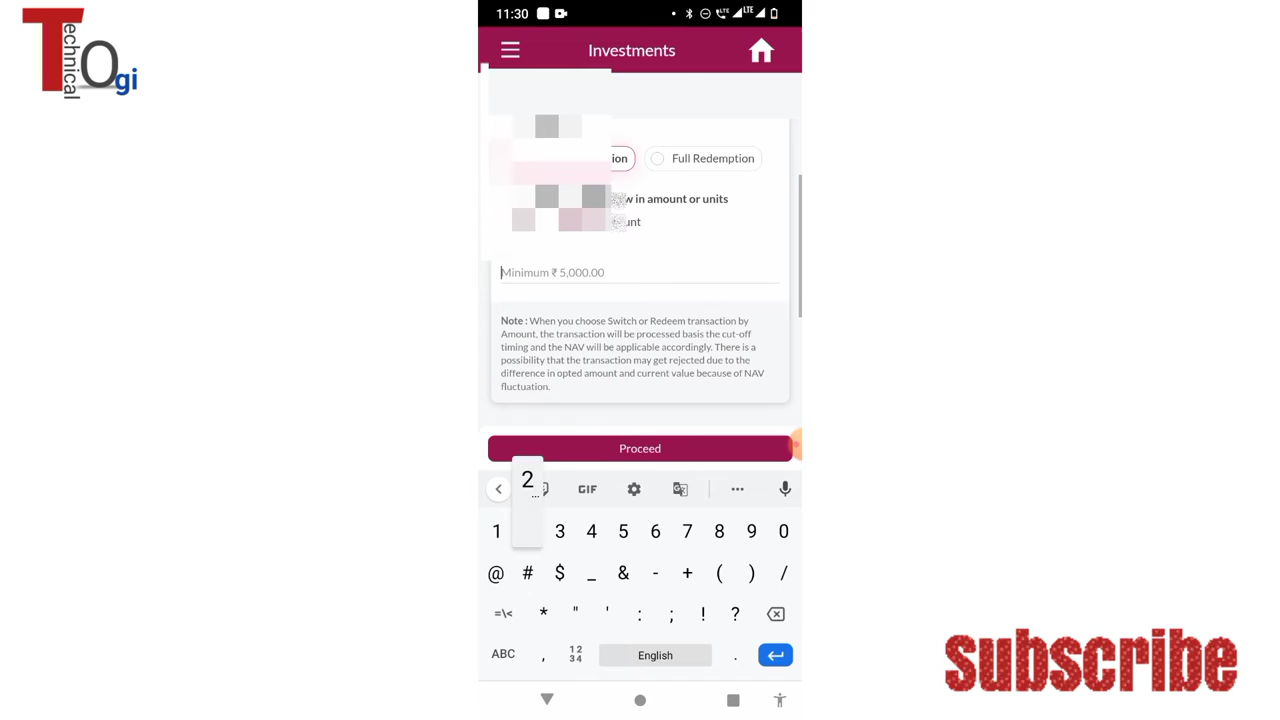 Technical
Ogi
11:30
LTE
LTE
Investments
ion
Full Redemption
w in amount or units
unt
Minimum ₹ 5,000.00
Note : When you choose Switch or Redeem transaction by
Amount, the transaction will be processed basis the cut-off
timing and the NAV will be applicable accordingly. There is a
possibility that the transaction may get rejected due to the
difference in opted amount and current value because of NAV
fluctuation.
Proceed
2
GIF
1 3 4 5 6 7 8 9 0
@ # $ _ & - + ( ) /
=\< * " ' : ; ! ?
ABC , 12 34 English .
Subscribe